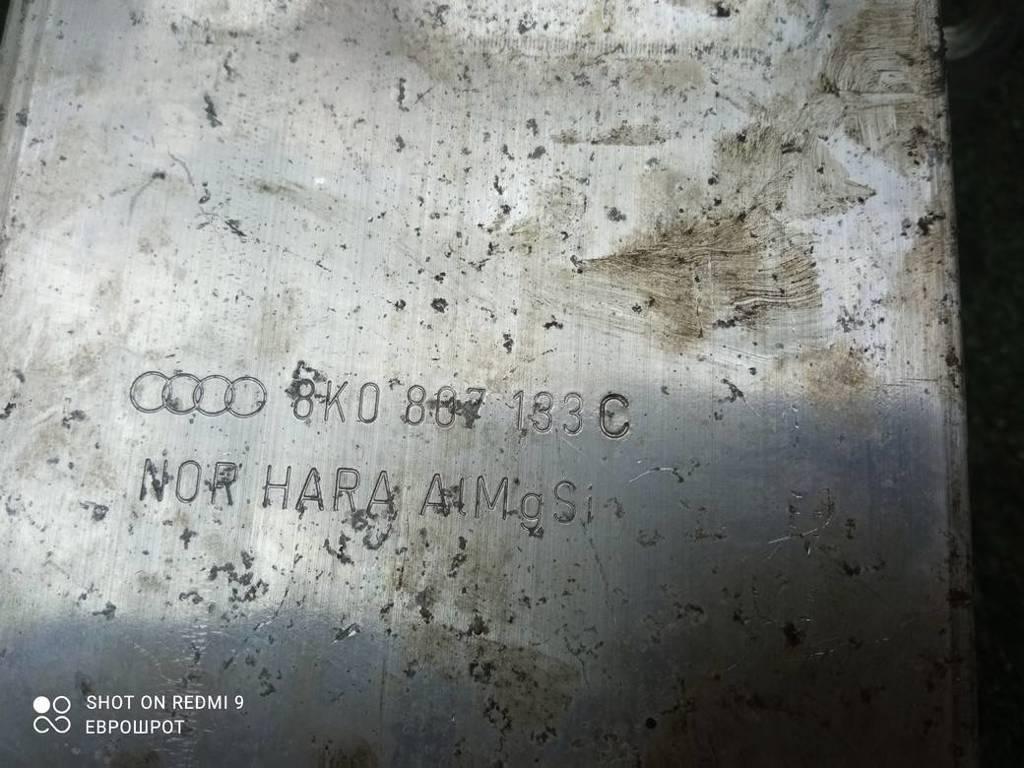 8K0 807 133 C
NOR HARA AlMgSi
SHOT ON REDMI 9
ЕВРОШРОТ